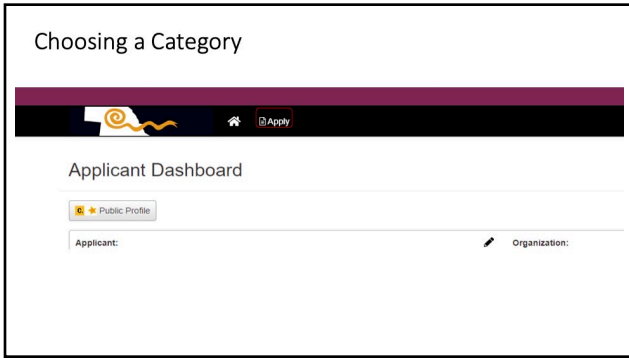 Choosing a Category
Apply
Applicant Dashboard
C. Public Profile
Applicant: Organization: